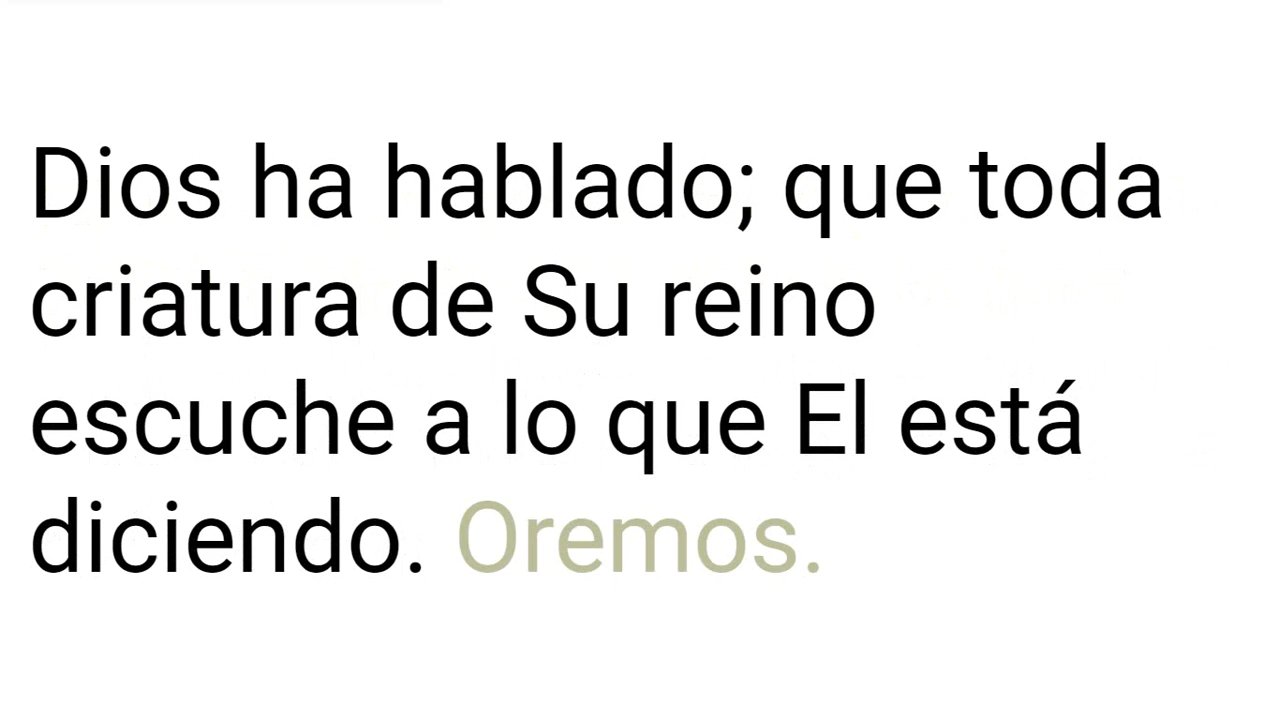 Dios ha hablado; que toda
criatura de Su reino
escuche a lo que El está
diciendo. Oremos.